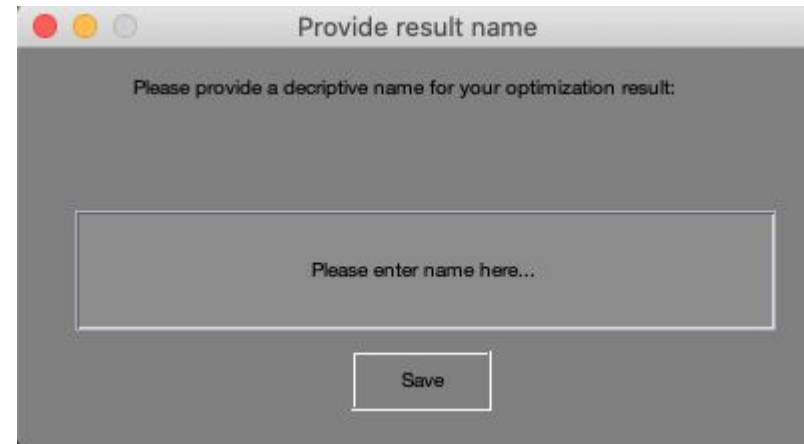 Provide result name
Please provide a decriptive name for your optimization result:
Please enter name here...
Save